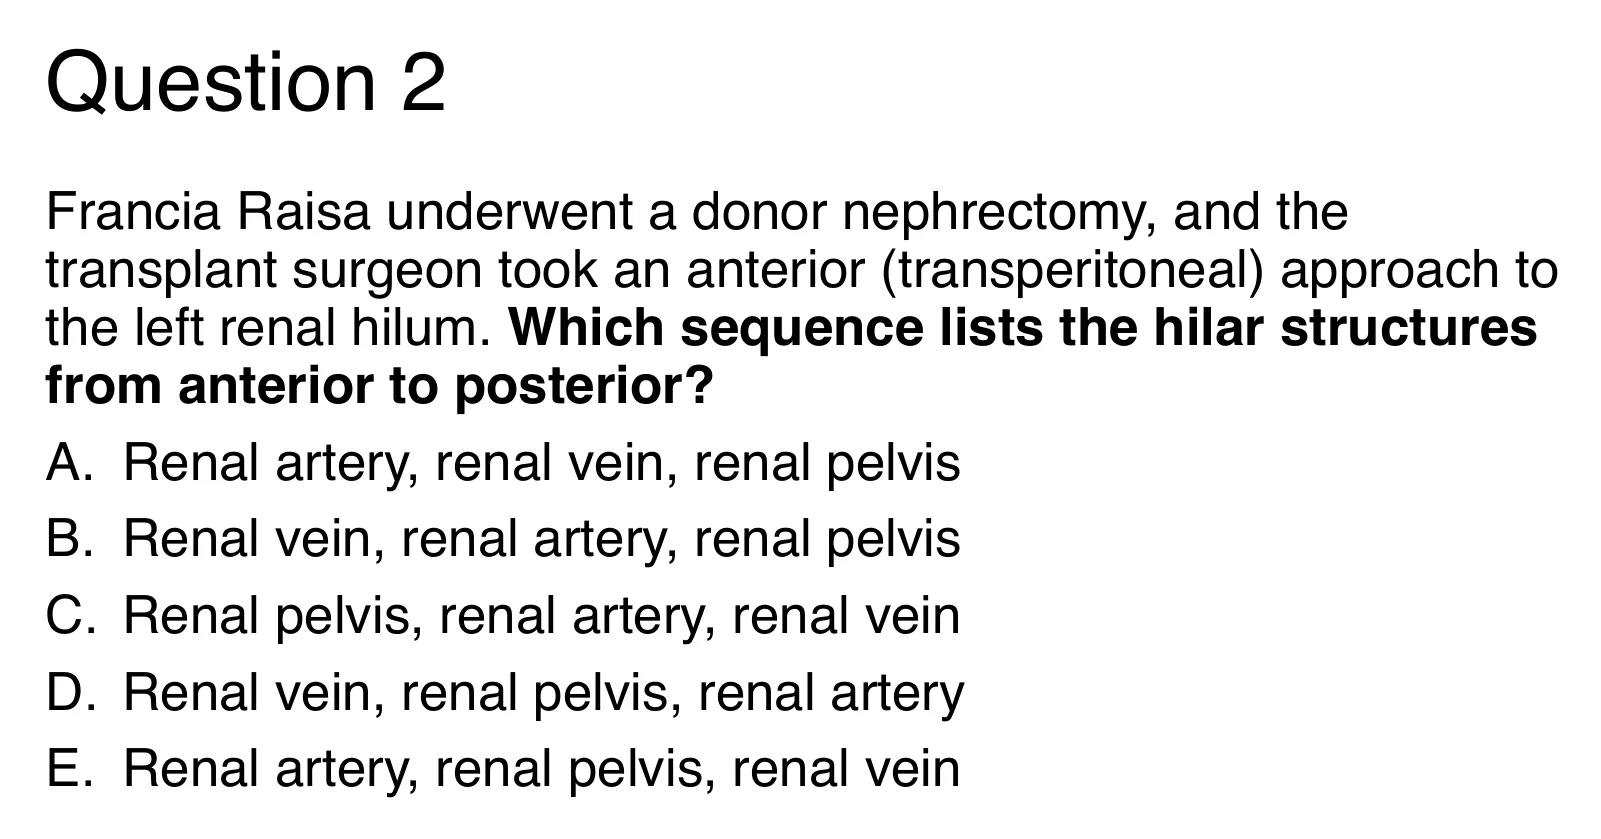 Question 2
Francia Raisa underwent a donor nephrectomy, and the
transplant surgeon took an anterior (transperitoneal) approach to
the left renal hilum. Which sequence lists the hilar structures
from anterior to posterior?
A. Renal artery, renal vein, renal pelvis
B. Renal vein, renal artery, renal pelvis
C. Renal pelvis, renal artery, renal vein
D. Renal vein, renal pelvis, renal artery
E. Renal artery, renal pelvis, renal vein